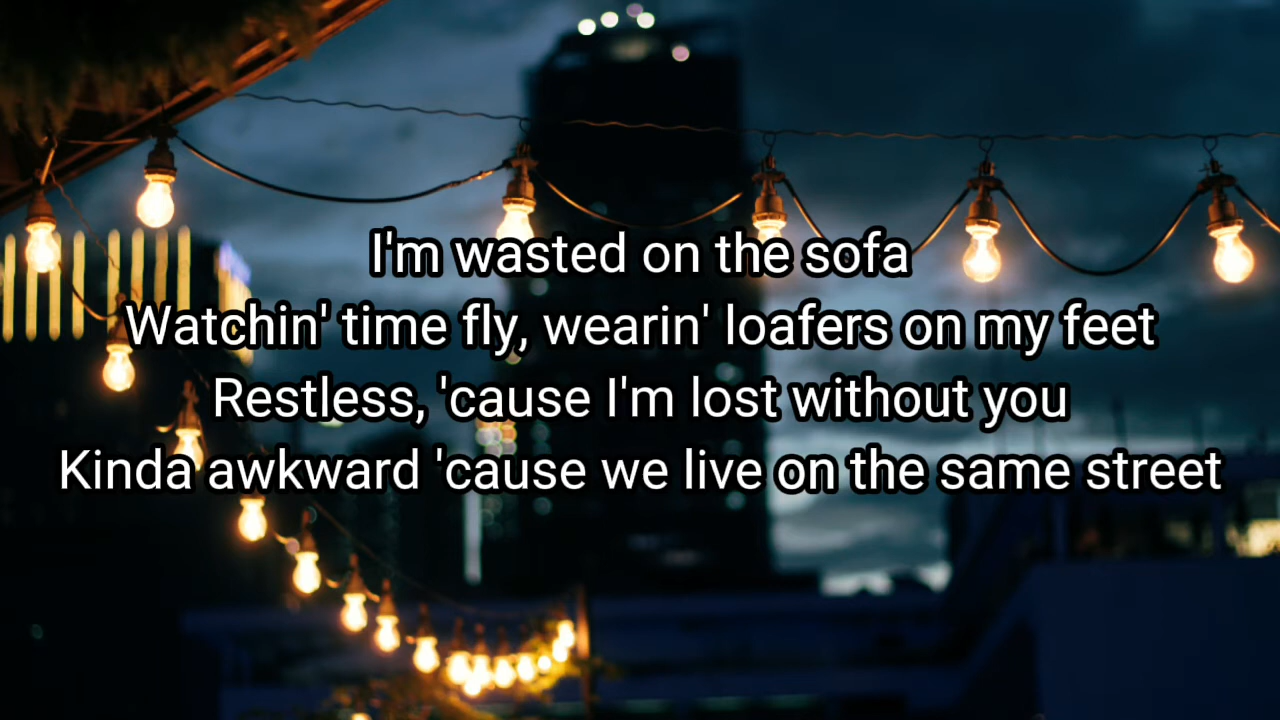 I'm wasted on the sofa
Watchin' time fly, wearin' loafers on my feet
Restless, 'cause I'm lost without you
Kinda awkward 'cause we live on the same street